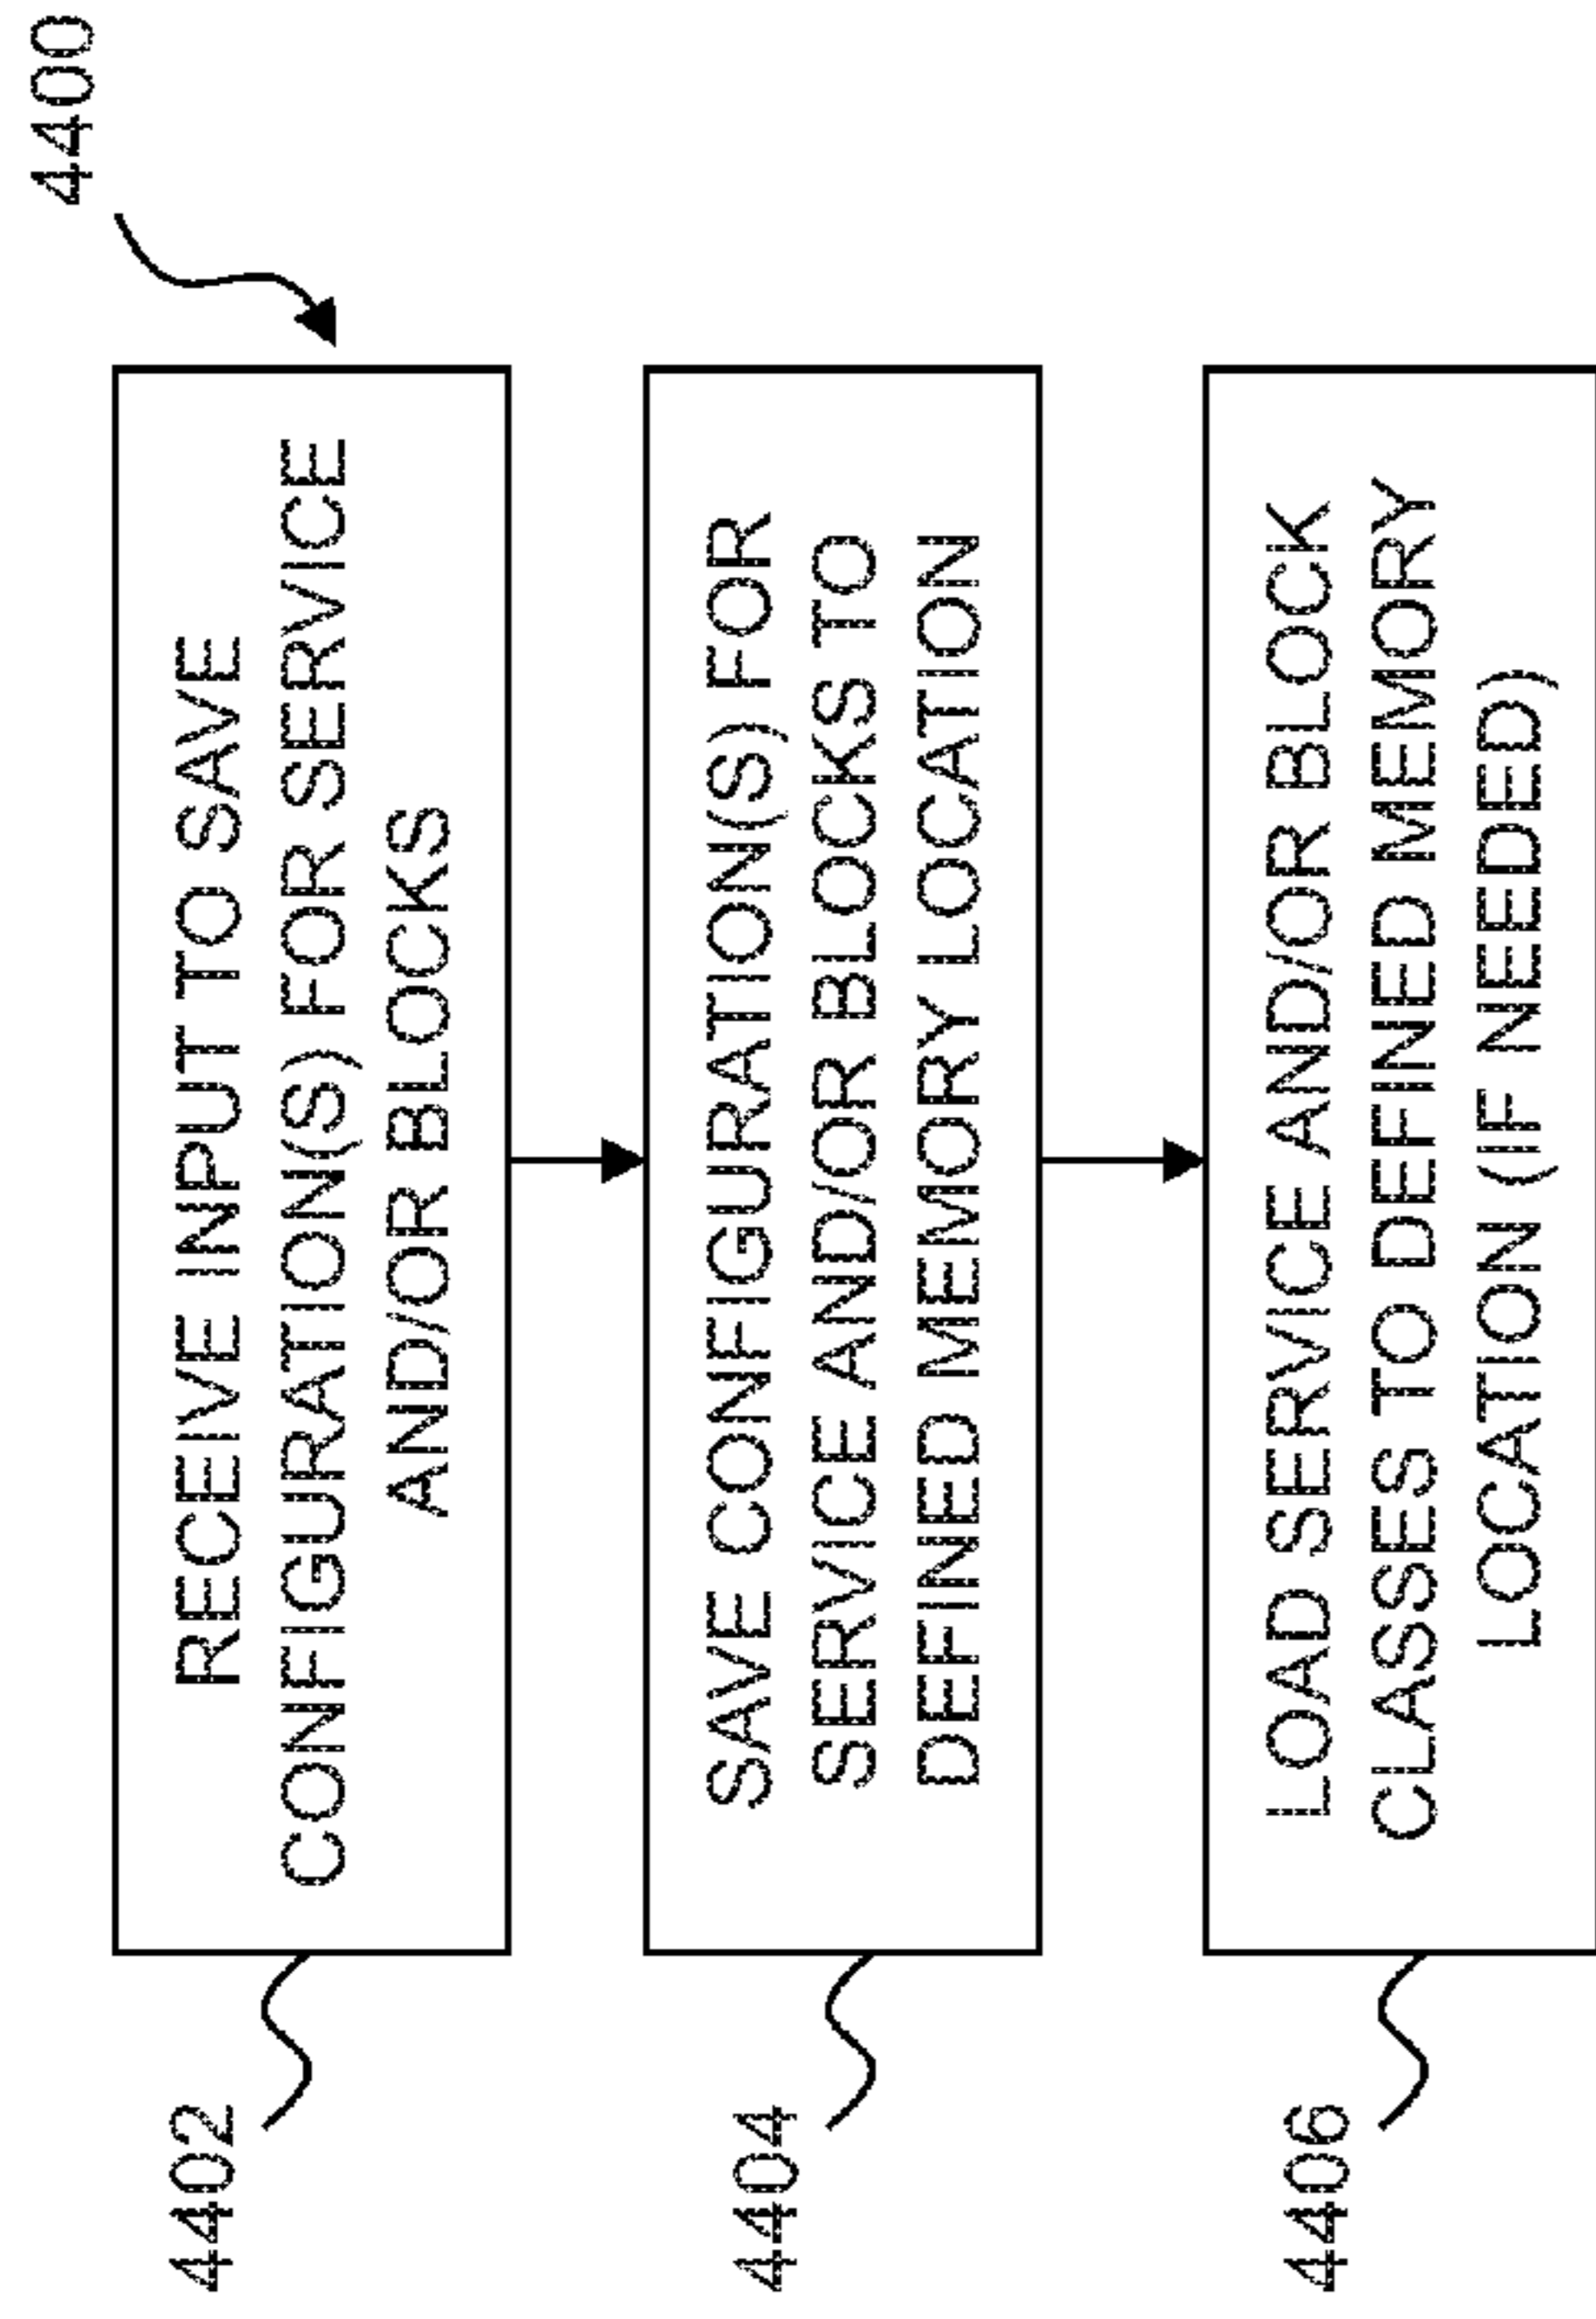 4400
4402
RECEIVE INPUT TO SAVE
CONFIGURATION(S) FOR SERVICE
AND/OR BLOCKS
4404
SAVE CONFIGURATION(S) FOR
SERVICE AND/OR BLOCKS TO
DEFINED MEMORY LOCATION
4406
LOAD SERVICE AND/OR BLOCK
CLASSES TO DEFINED MEMORY
LOCATION (IF NEEDED)